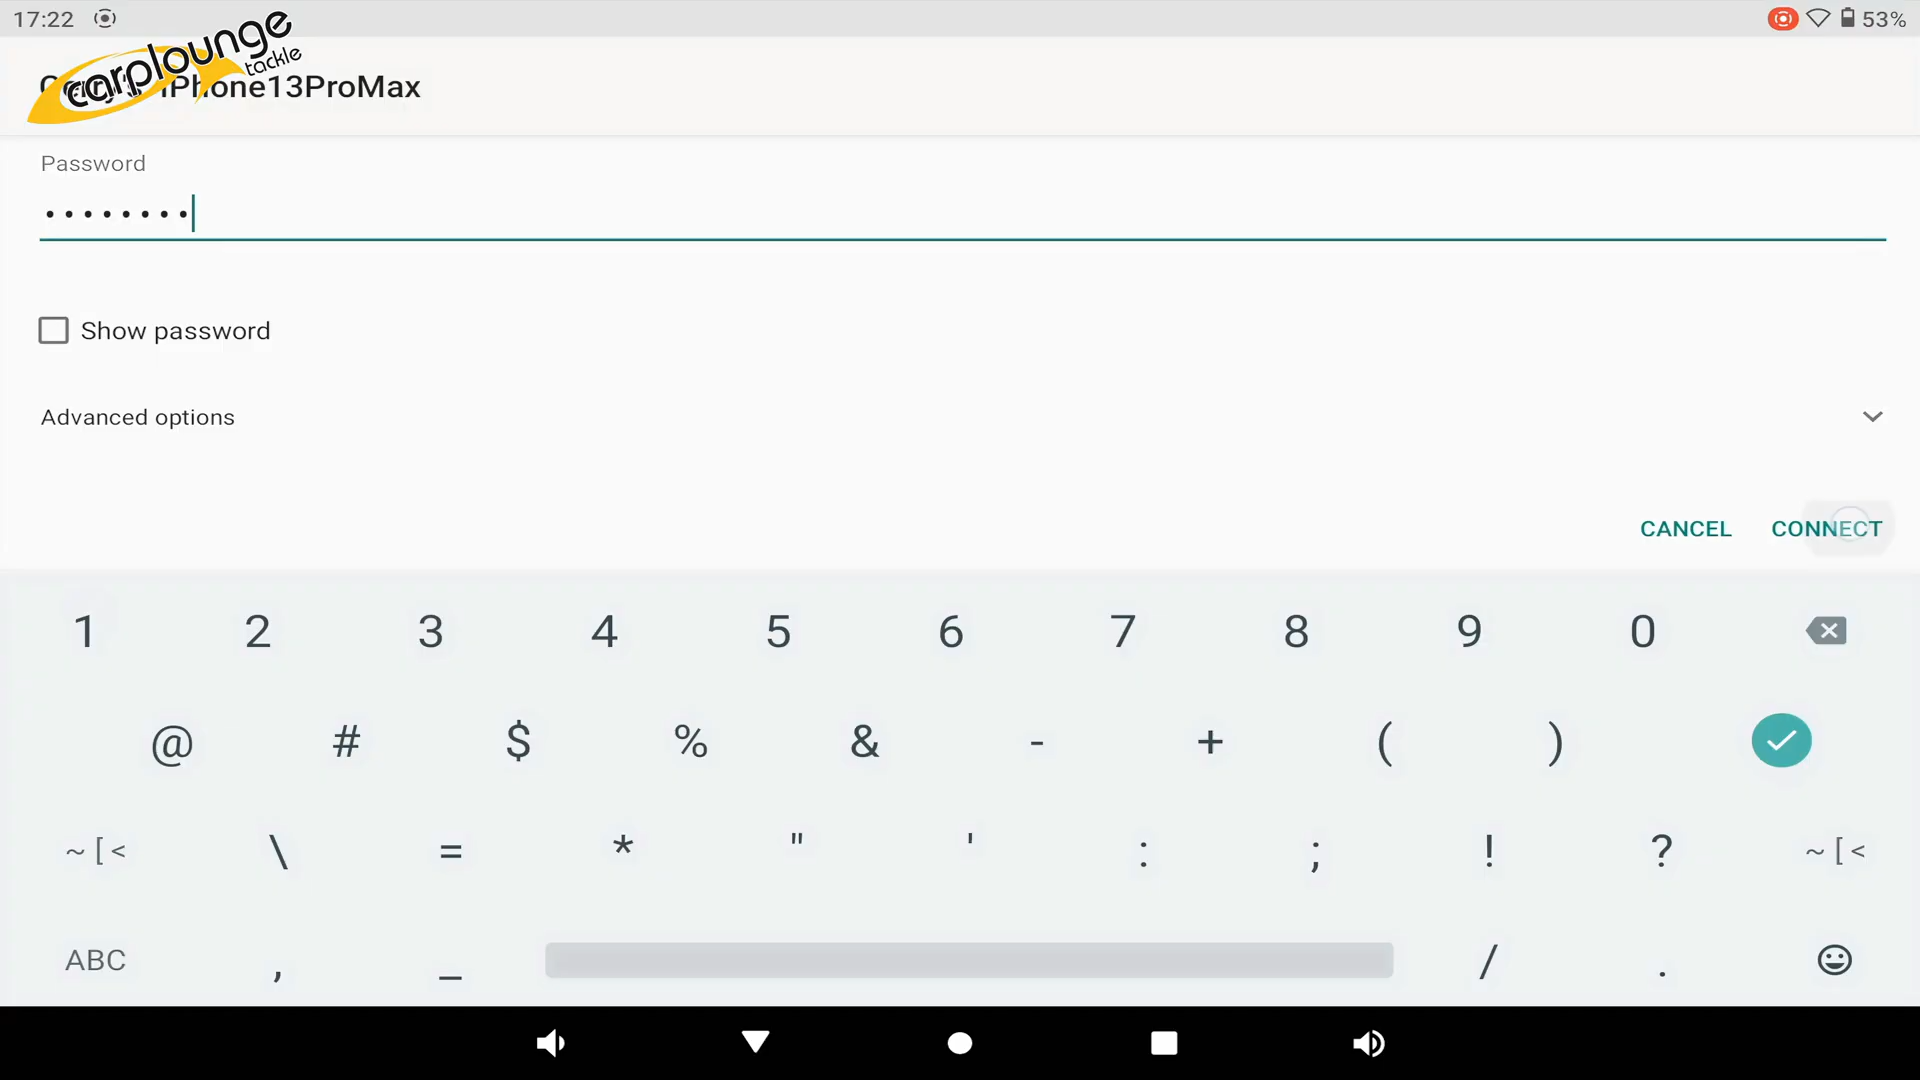 17:22
53%
carplounge
tackle
iPhone13ProMax
Password
••••••••
Show password
Advanced options
CANCEL CONNECT
1 2 3 4 5 6 7 8 9 0
@ # $ % & - + ( )
~ [ < \ = * " ' : ; ! ? ~ [ <
ABC , _ / .